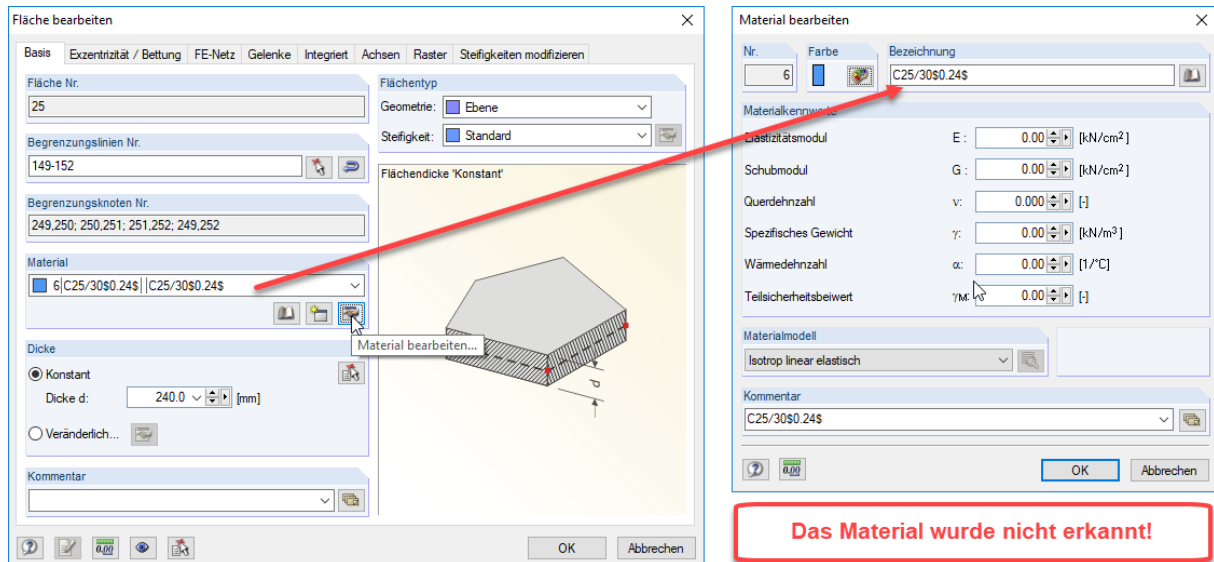 Fläche bearbeiten
Basis Exzentrizität / Bettung FE-Netz Gelenke Integriert Achsen Raster Steifigkeiten modifizieren
Fläche Nr.
25
Begrenzungslinien Nr.
149-152
Begrenzungsknoten Nr.
249,250; 250,251; 251,252; 249,252
Material
6 C25/30$0.24$ C25/30$0.24$
Material bearbeiten...
Dicke
Konstant
Dicke d: 240.0 [mm]
Veränderlich...
Kommentar
Flächentyp
Geometrie: Ebene
Steifigkeit: Standard
Flächendicke 'Konstant'
d
0,00
OK Abbrechen
Material bearbeiten
Nr. Farbe Bezeichnung
6 C25/30$0.24$
Materialkennwerte
Elastizitätsmodul E : 0.00 [kN/cm²]
Schubmodul G : 0.00 [kN/cm²]
Querdehnzahl ν: 0.000 [-]
Spezifisches Gewicht γ: 0.00 [kN/m³]
Wärmedehnzahl α: 0.00 [1/°C]
Teilsicherheitsbeiwert γM: 0.00 [-]
Materialmodell
Isotrop linear elastisch
Kommentar
C25/30$0.24$
0,00
OK Abbrechen
Das Material wurde nicht erkannt!